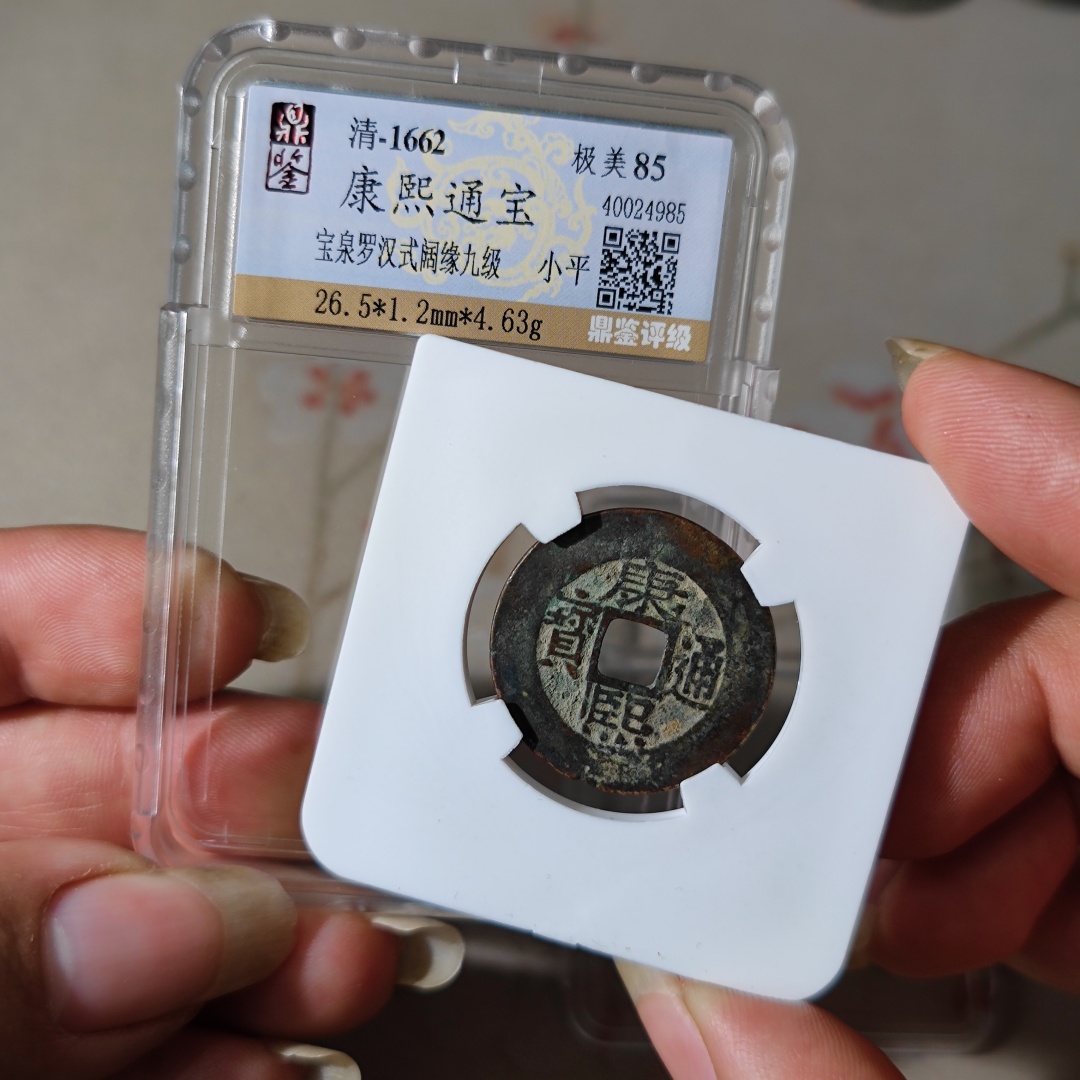 鼎鉴
清-1662
极美85
康熙通宝
40024985
宝泉罗汉式阔缘九级 小平
26.5*1.2mm*4.63g
鼎鉴评级
康熙通寳